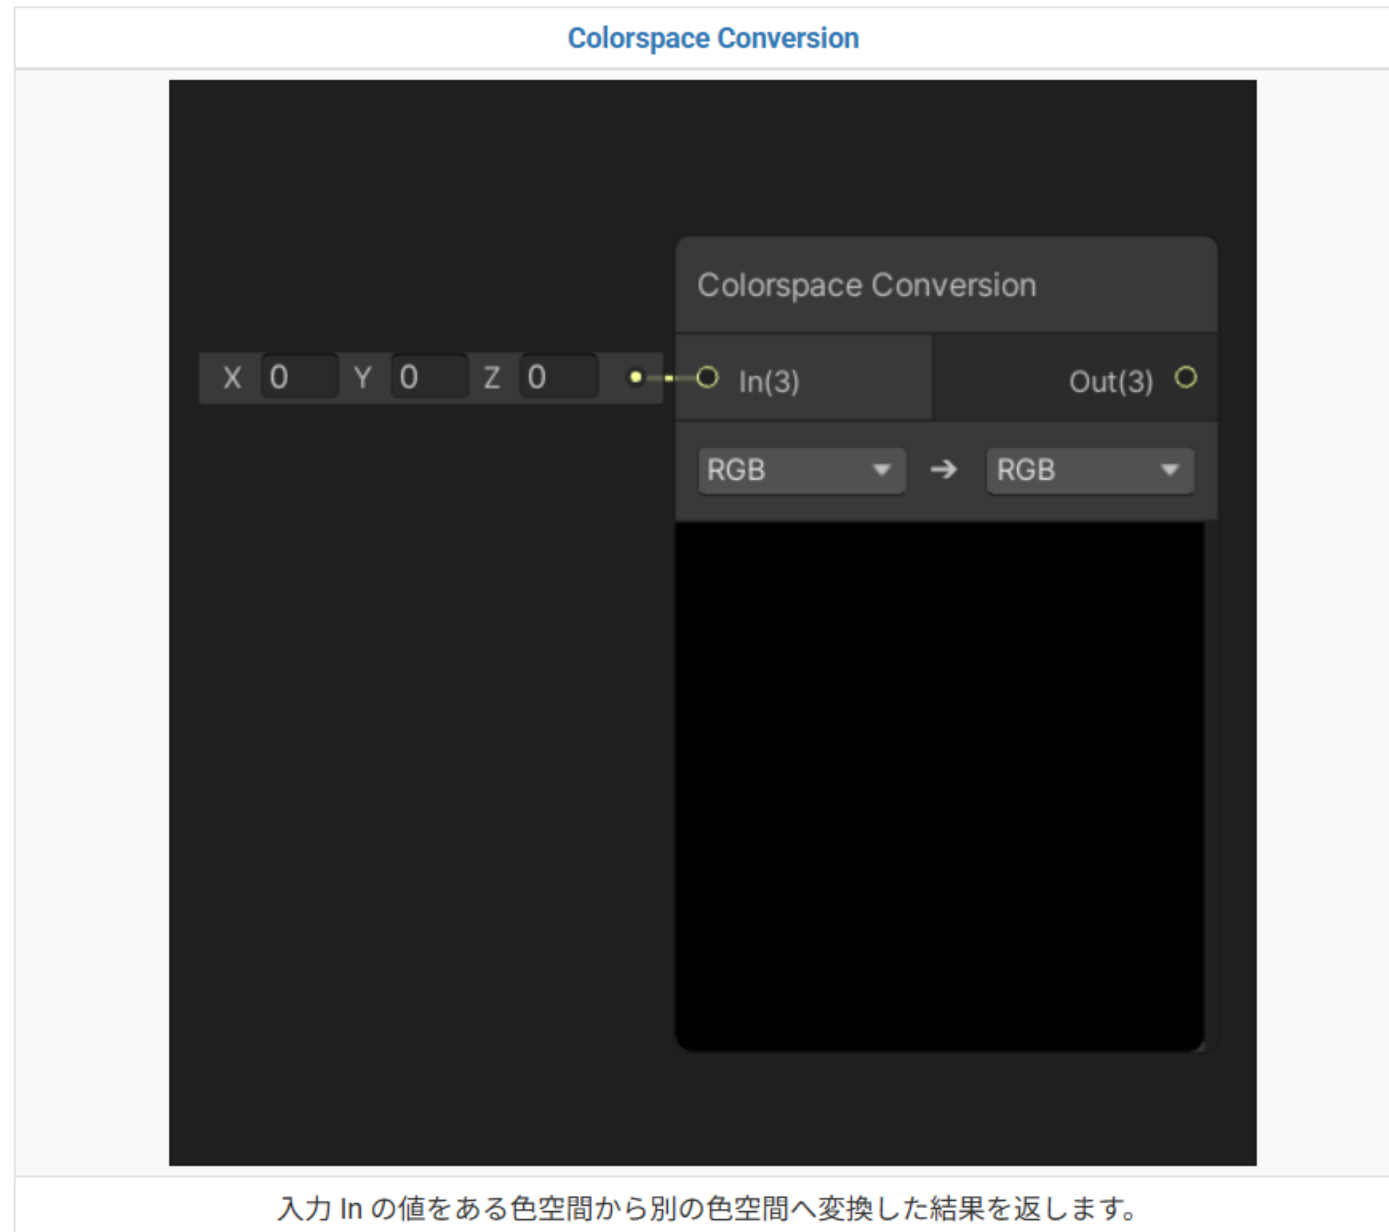 Colorspace Conversion
Colorspace Conversion
X 0 Y 0 Z 0 In(3) Out(3)
RGB → RGB
入力 In の値をある色空間から別の色空間へ変換した結果を返します。